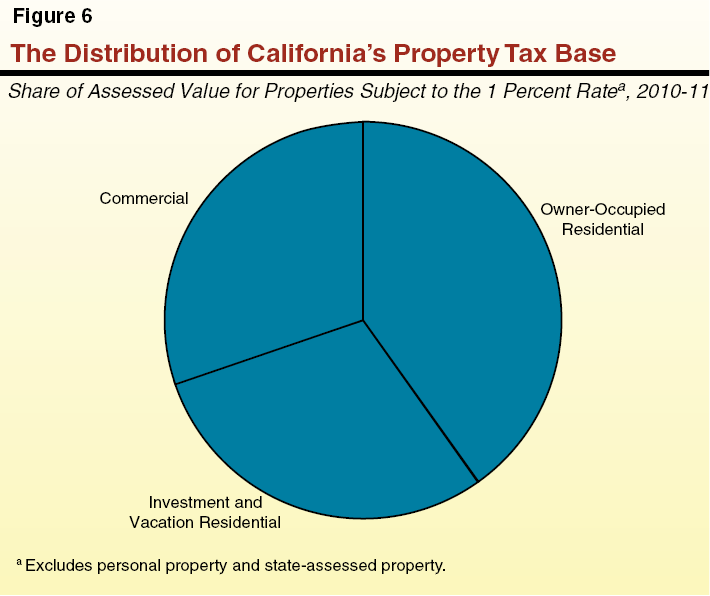 Figure 6
The Distribution of California's Property Tax Base
Share of Assessed Value for Properties Subject to the 1 Percent Rateᵃ, 2010-11
Commercial
Owner-Occupied
Residential
Investment and
Vacation Residential
ᵃ Excludes personal property and state-assessed property.